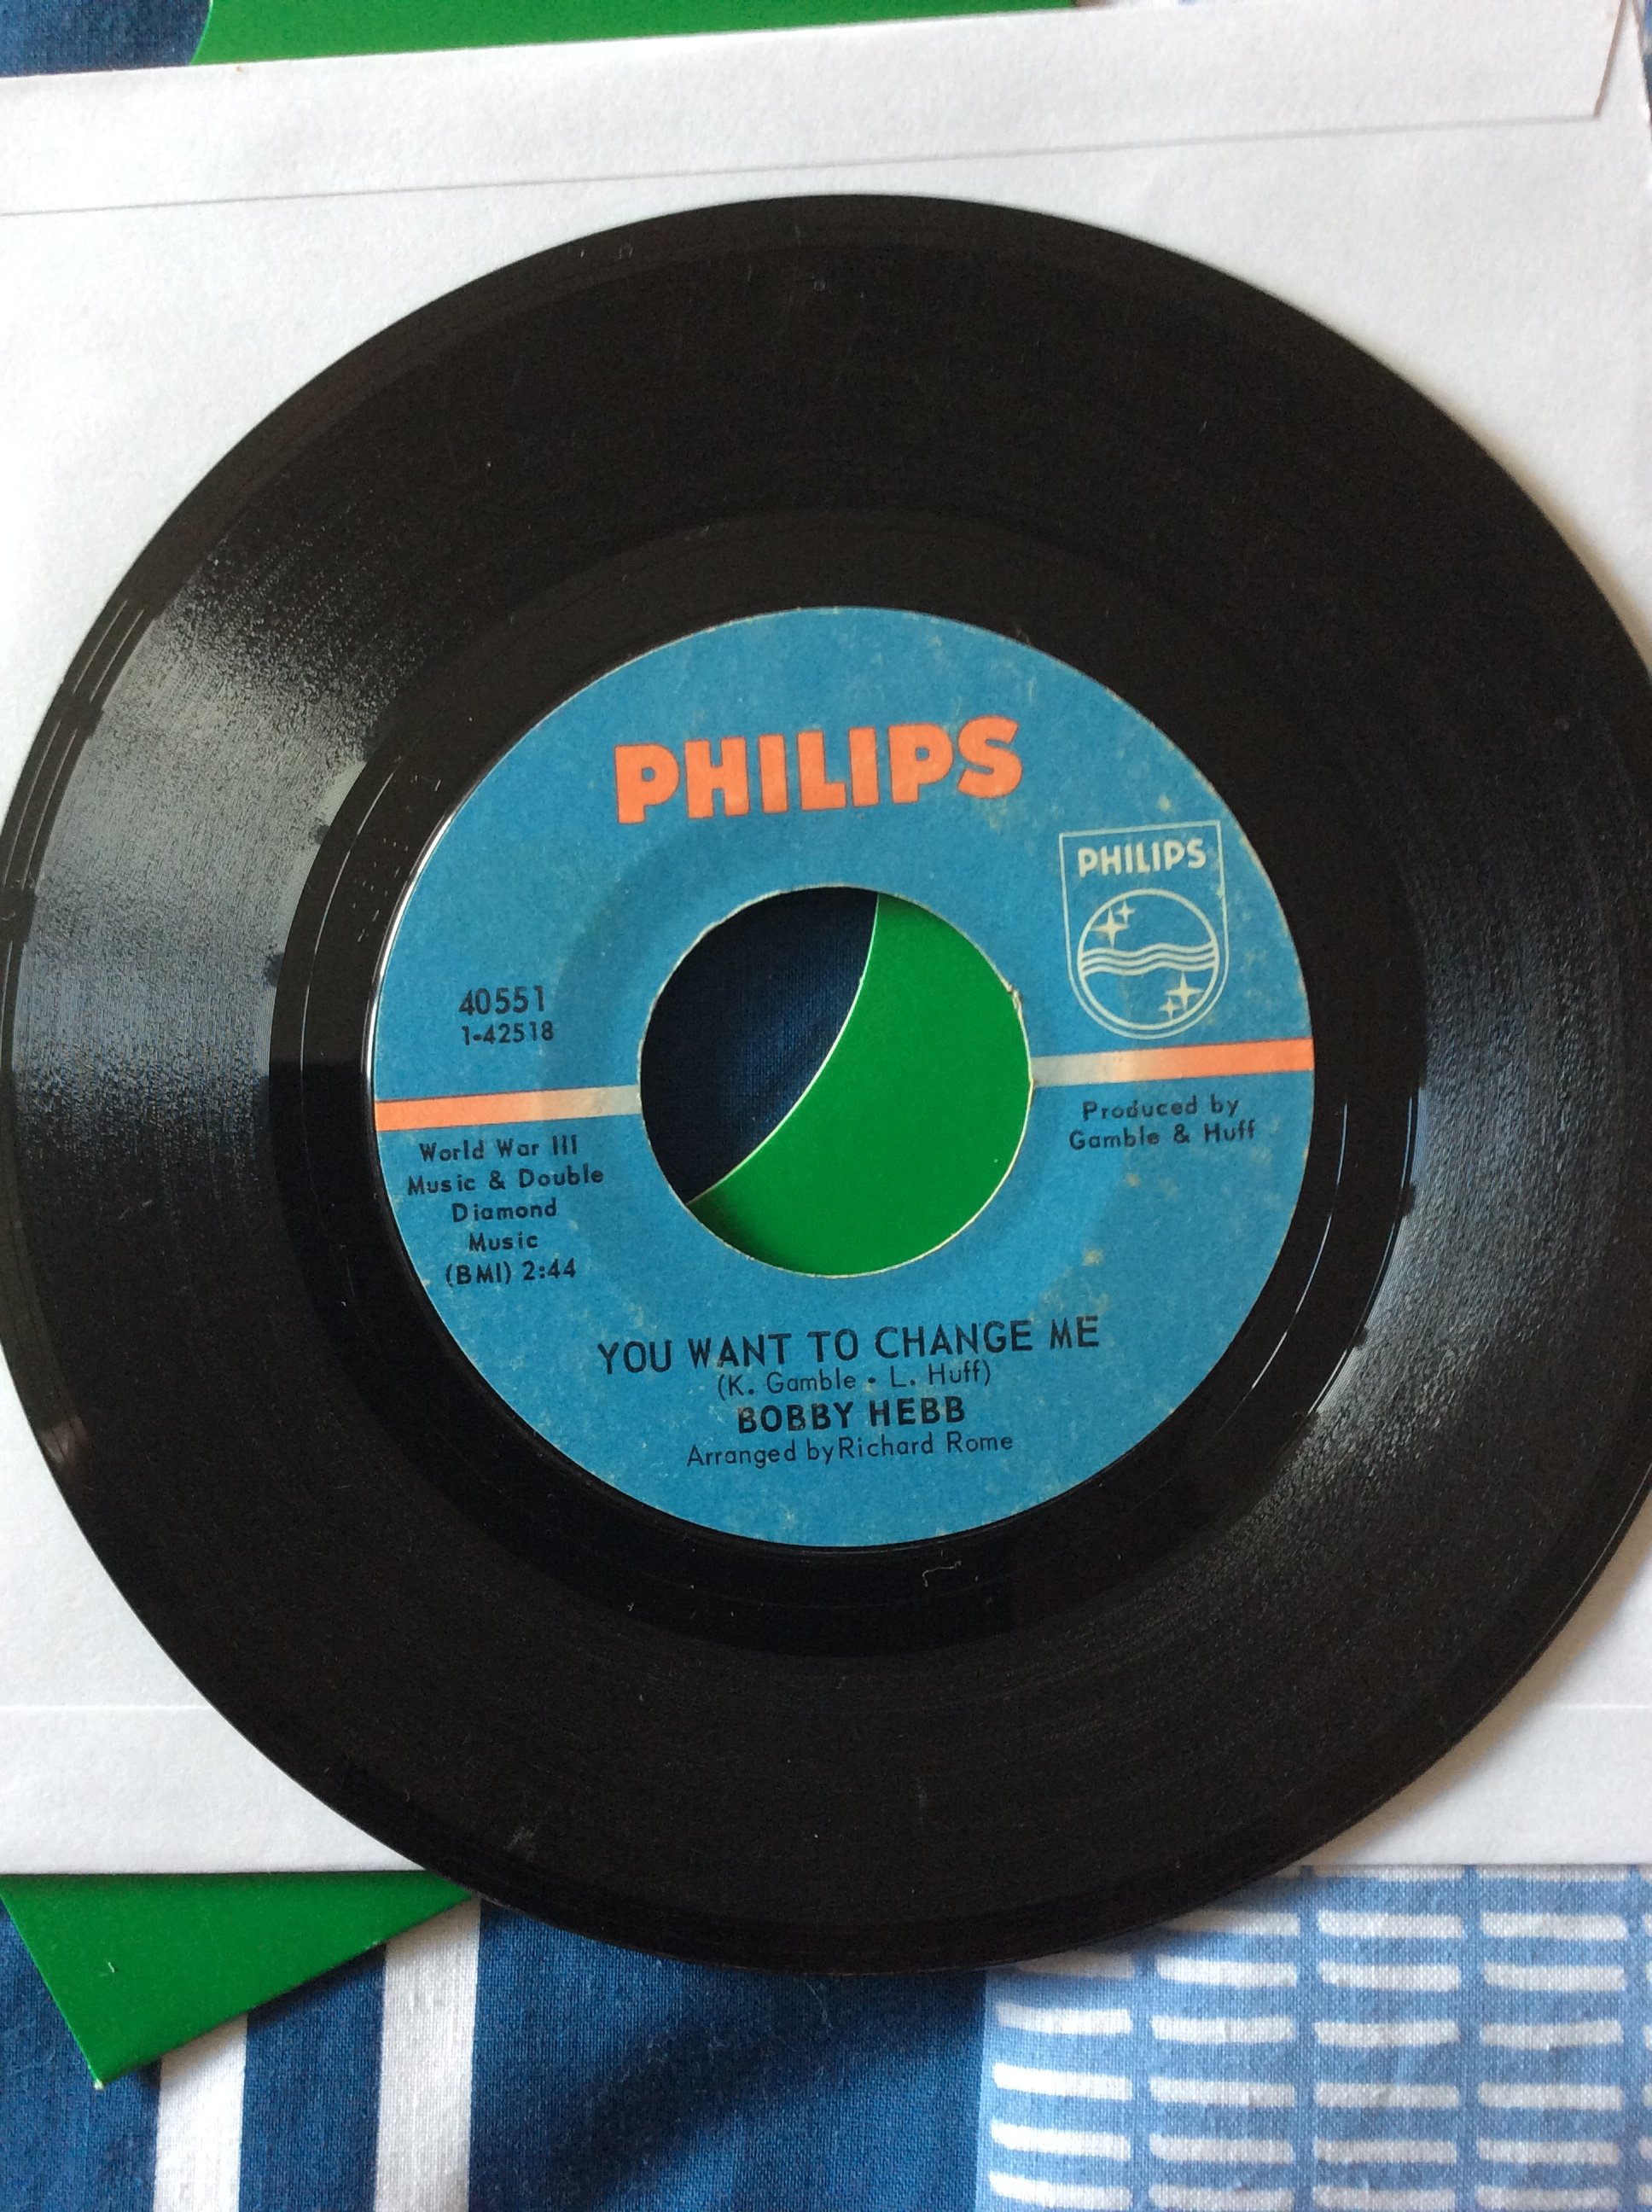 PHILIPS
PHILIPS
40551
1-42518
World War III
Music & Double
Diamond
Music
(BMI) 2:44
Produced by
Gamble & Huff
YOU WANT TO CHANGE ME
(K. Gamble • L. Huff)
BOBBY HEBB
Arranged by Richard Rome